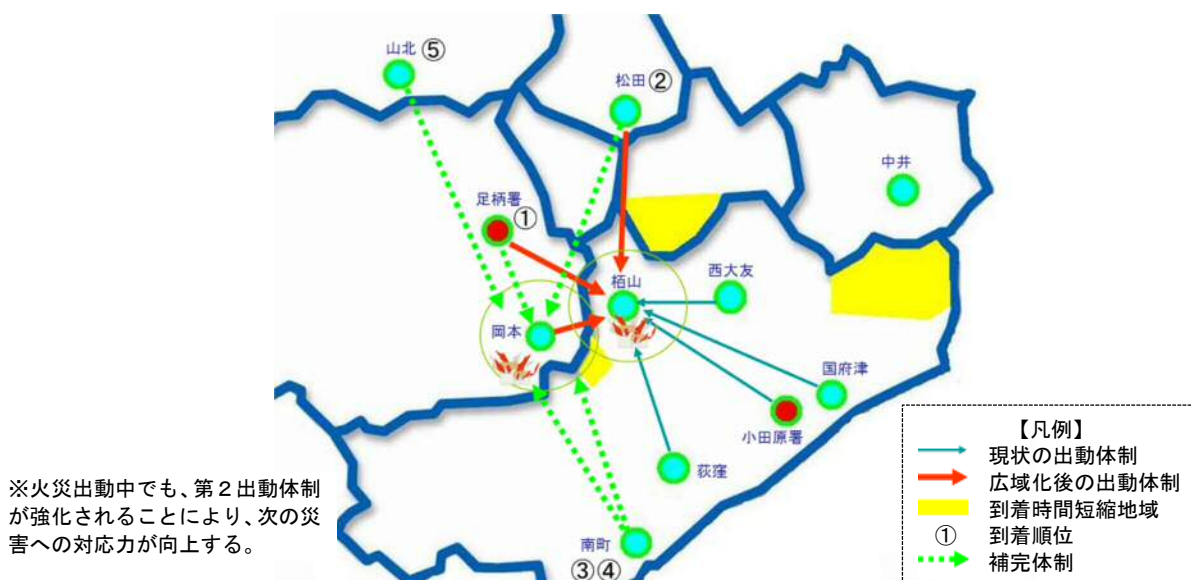 山北⑤
松田②
中井
足柄署
①
西大友
栢山
岡本
国府津
小田原署
荻窪
南町
③④
【凡例】
現状の出動体制
広域化後の出動体制
到着時間短縮地域
① 到着順位
補完体制
※火災出動中でも、第2出動体制
が強化されることにより、次の災
害への対応力が向上する。